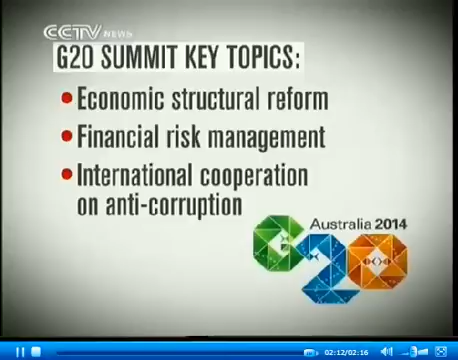 CCTV NEWS
G20 SUMMIT KEY TOPICS:
• Economic structural reform
• Financial risk management
• International cooperation
on anti-corruption
Australia 2014
G20
02:12/02:16